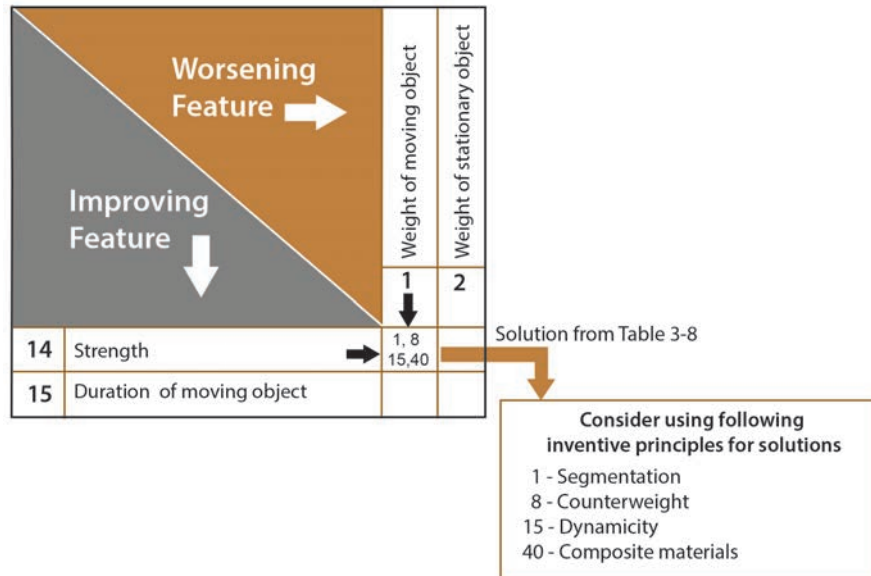 Worsening
Feature
Improving
Feature
Weight of moving object
Weight of stationary object
1
2
14 Strength
1, 8
15,40
15 Duration of moving object
Solution from Table 3-8
Consider using following
inventive principles for solutions
1 - Segmentation
8 - Counterweight
15 - Dynamicity
40 - Composite materials